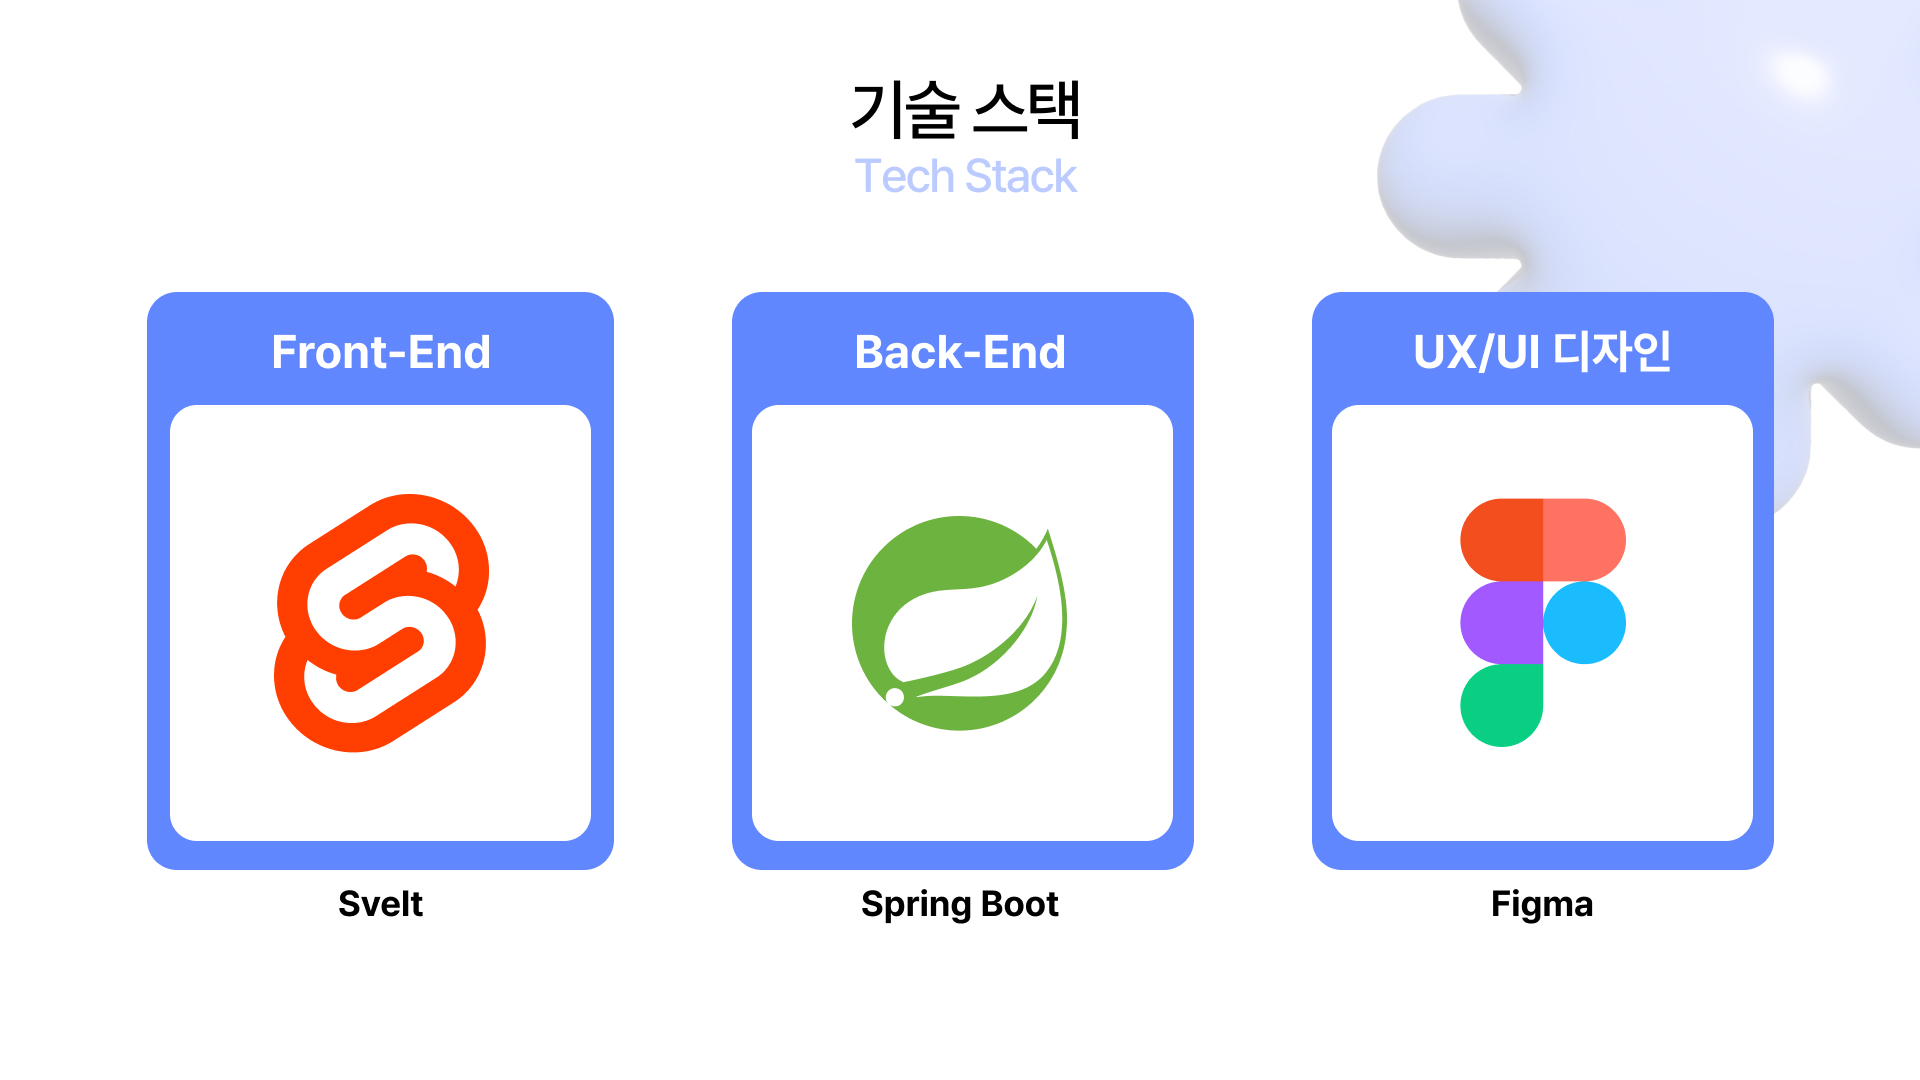 기술 스택
Tech Stack
Front-End
Back-End
UX/UI 디자인
Svelt
Spring Boot
Figma